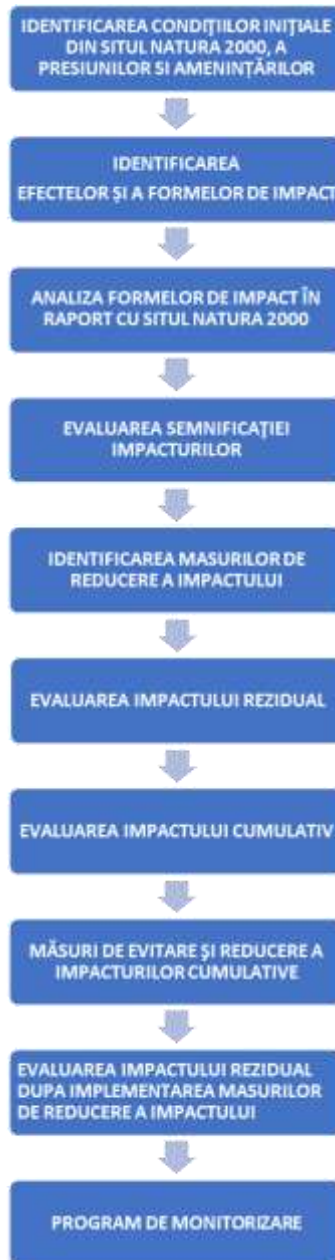 IDENTIFICAREA CONDIȚIILOR INIȚIALE
DIN SITUL NATURA 2000, A
PRESIUNILOR SI AMENINȚĂRILOR
IDENTIFICAREA
EFECTELOR ȘI A FORMELOR DE IMPACT
ANALIZA FORMELOR DE IMPACT ÎN
RAPORT CU SITUL NATURA 2000
EVALUAREA SEMNIFICAȚIEI
IMPACTURILOR
IDENTIFICAREA MASURILOR DE
REDUCERE A IMPACTULUI
EVALUAREA IMPACTULUI REZIDUAL
EVALUAREA IMPACTULUI CUMULATIV
MĂSURI DE EVITARE ȘI REDUCERE A
IMPACTURILOR CUMULATIVE
EVALUAREA IMPACTULUI REZIDUAL
DUPA IMPLEMENTAREA MASURILOR
DE REDUCERE A IMPACTULUI
PROGRAM DE MONITORIZARE